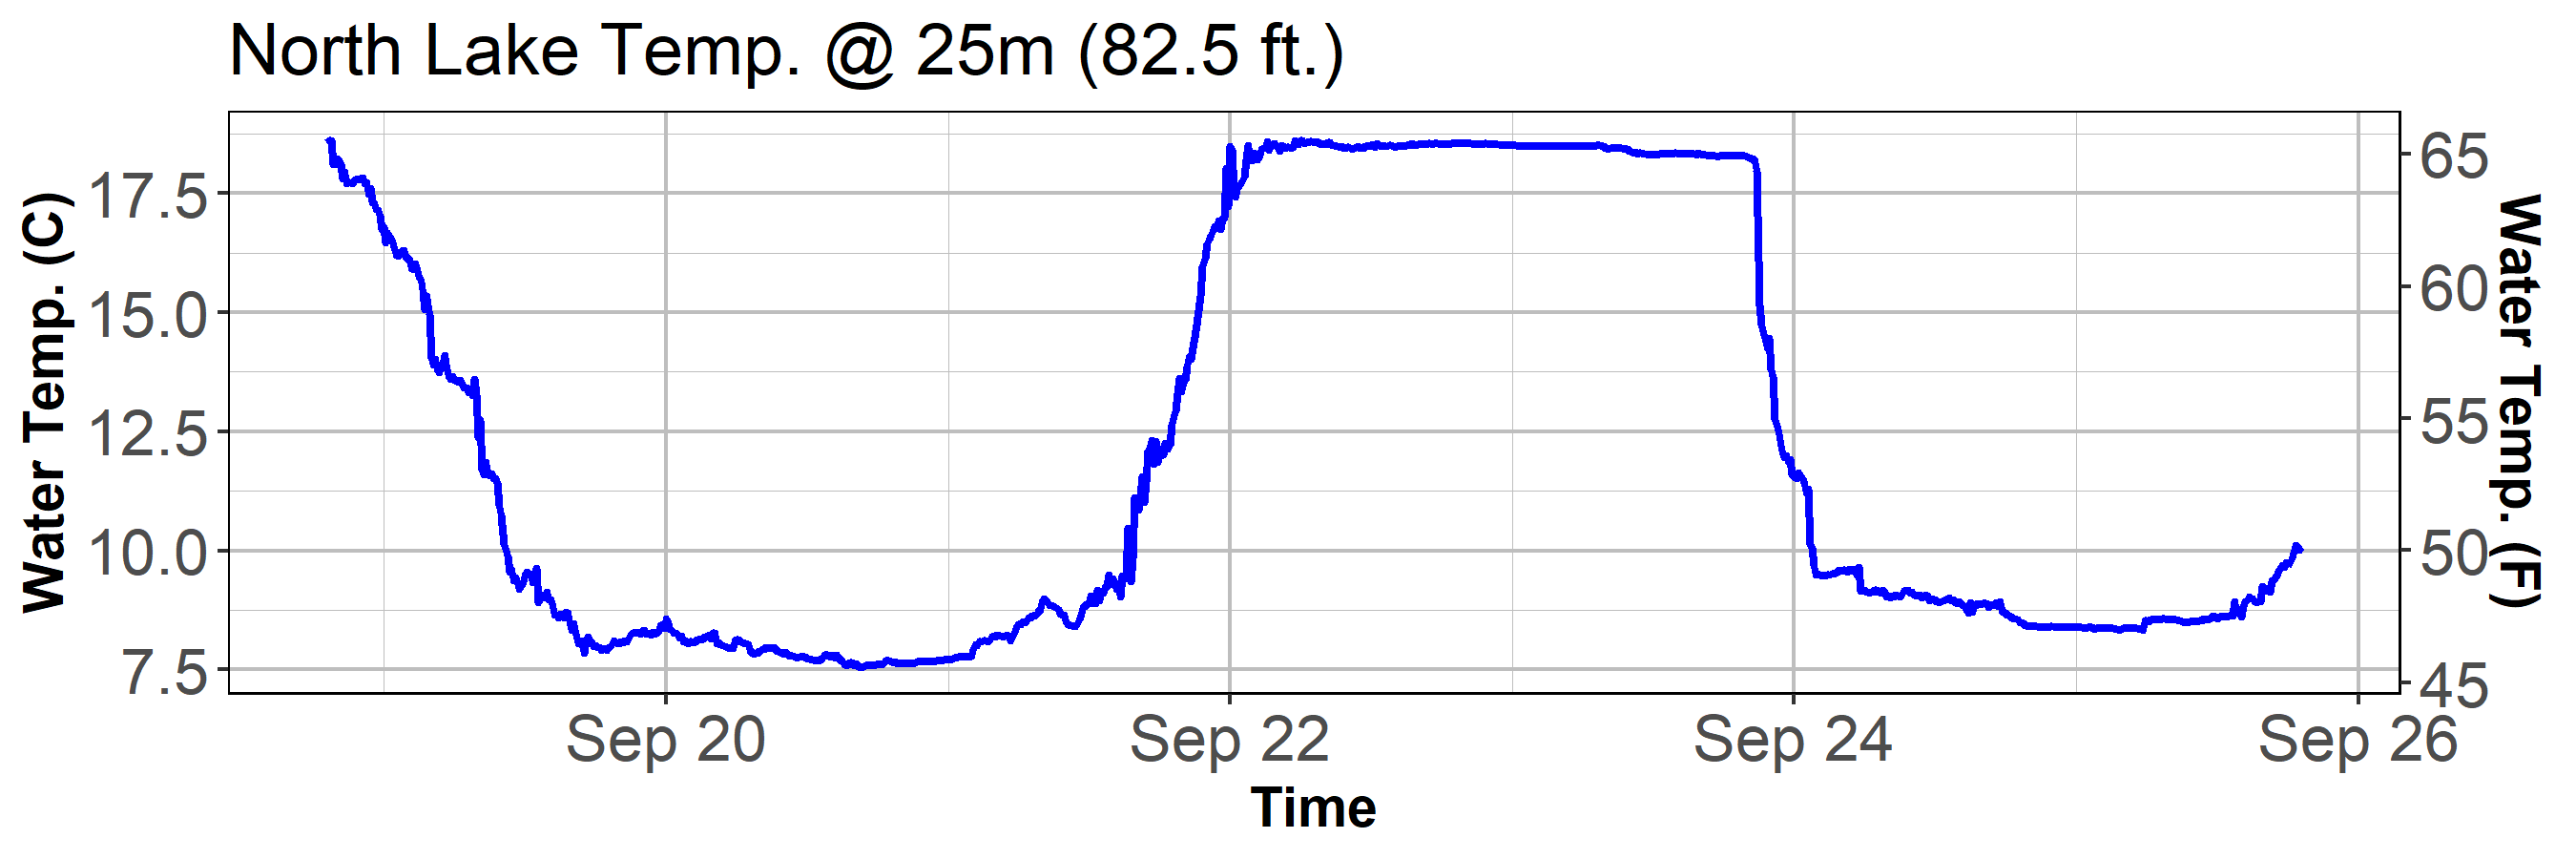 North Lake Temp. @ 25m (82.5 ft.)
Water Temp. (C)
17.5
15.0
12.5
10.0
7.5
65
60
55
50
45
Water Temp. (F)
Sep 20 Sep 22 Sep 24 Sep 26
Time